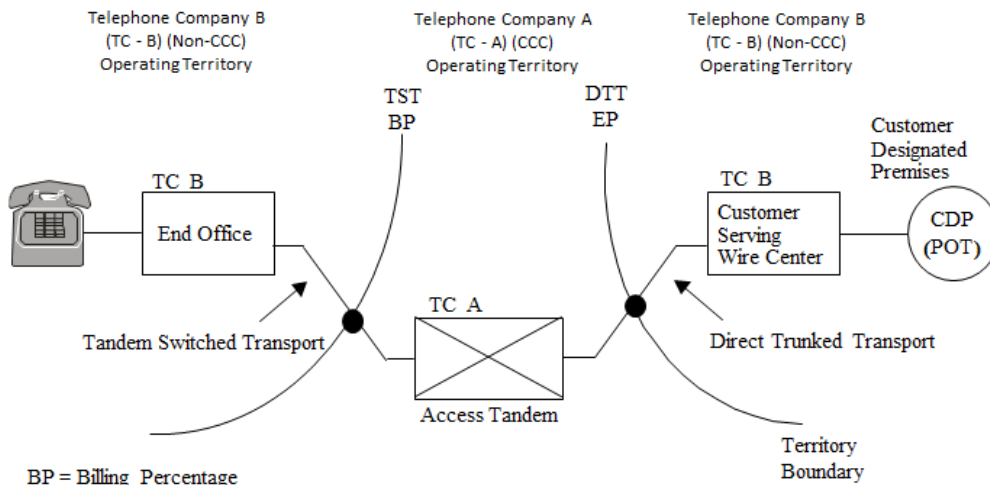 Telephone Company B
(TC - B) (Non-CCC)
Operating Territory
Telephone Company A
(TC - A) (CCC)
Operating Territory
Telephone Company B
(TC - B) (Non-CCC)
Operating Territory
TST
BP
DTT
EP
Customer
Designated
Premises
TC B
End Office
TC B
Customer
Serving
Wire Center
CDP
(POT)
TC A
Tandem Switched Transport
Direct Trunked Transport
Access Tandem
Territory
Boundary
BP = Billing Percentage